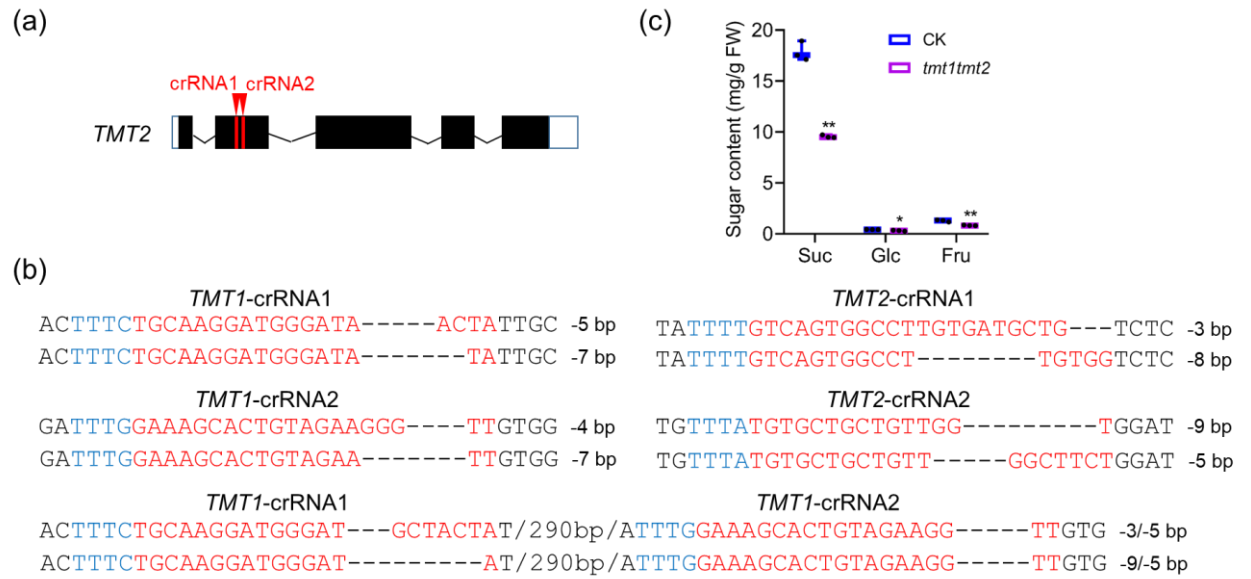 (a)
crRNA1 crRNA2
TMT2
(c)
Sugar content (mg/g FW)
20
15
10
5
0
CK
tmt1tmt2
**
*
**
Suc Glc Fru
(b)
TMT1-crRNA1
ACTTTCTGCAAGGATGGGATA-----ACTATTGC -5 bp
ACTTTCTGCAAGGATGGGATA-------TATTGC -7 bp
TMT2-crRNA1
TATTTTGTCAGTGGCCTTGTGATGCTG---TCTC -3 bp
TATTTTGTCAGTGGCCT--------TGTGGTCTC -8 bp
TMT1-crRNA2
GATTTGGAAAGCACTGTAGAAGGG----TTGTGG -4 bp
GATTTGGAAAGCACTGTAGAA-------TTGTGG -7 bp
TMT2-crRNA2
TGTTTATGTGCTGCTGTTGG---------TGGAT -9 bp
TGTTTATGTGCTGCTGTT-----GGCTTCTGGAT -5 bp
TMT1-crRNA1 TMT1-crRNA2
ACTTTCTGCAAGGATGGGAT---GCTACTAT/290bp/ATTTGGAAAGCACTGTAGAAGG-----TTGTG -3/-5 bp
ACTTTCTGCAAGGATGGGAT---------AT/290bp/ATTTGGAAAGCACTGTAGAAGG-----TTGTG -9/-5 bp